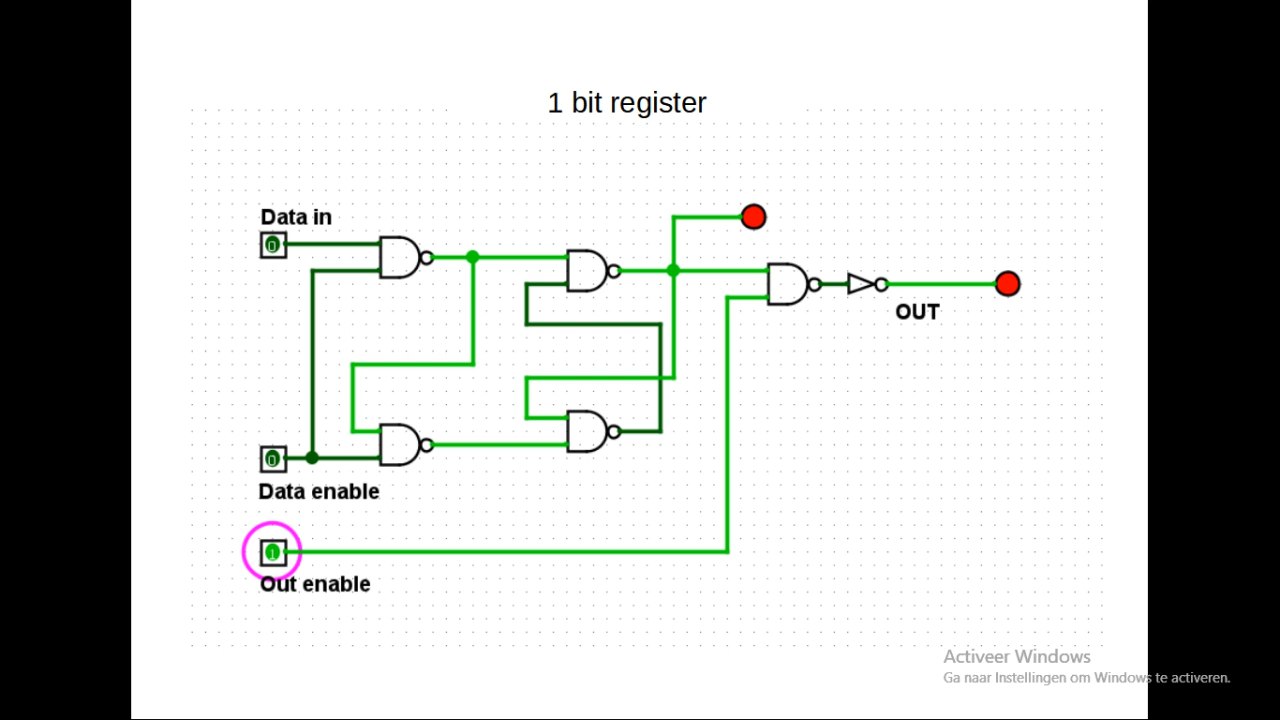 1 bit register
Data in
0
OUT
0
Data enable
1
Out enable
Activeer Windows
Ga naar Instellingen om Windows te activeren.